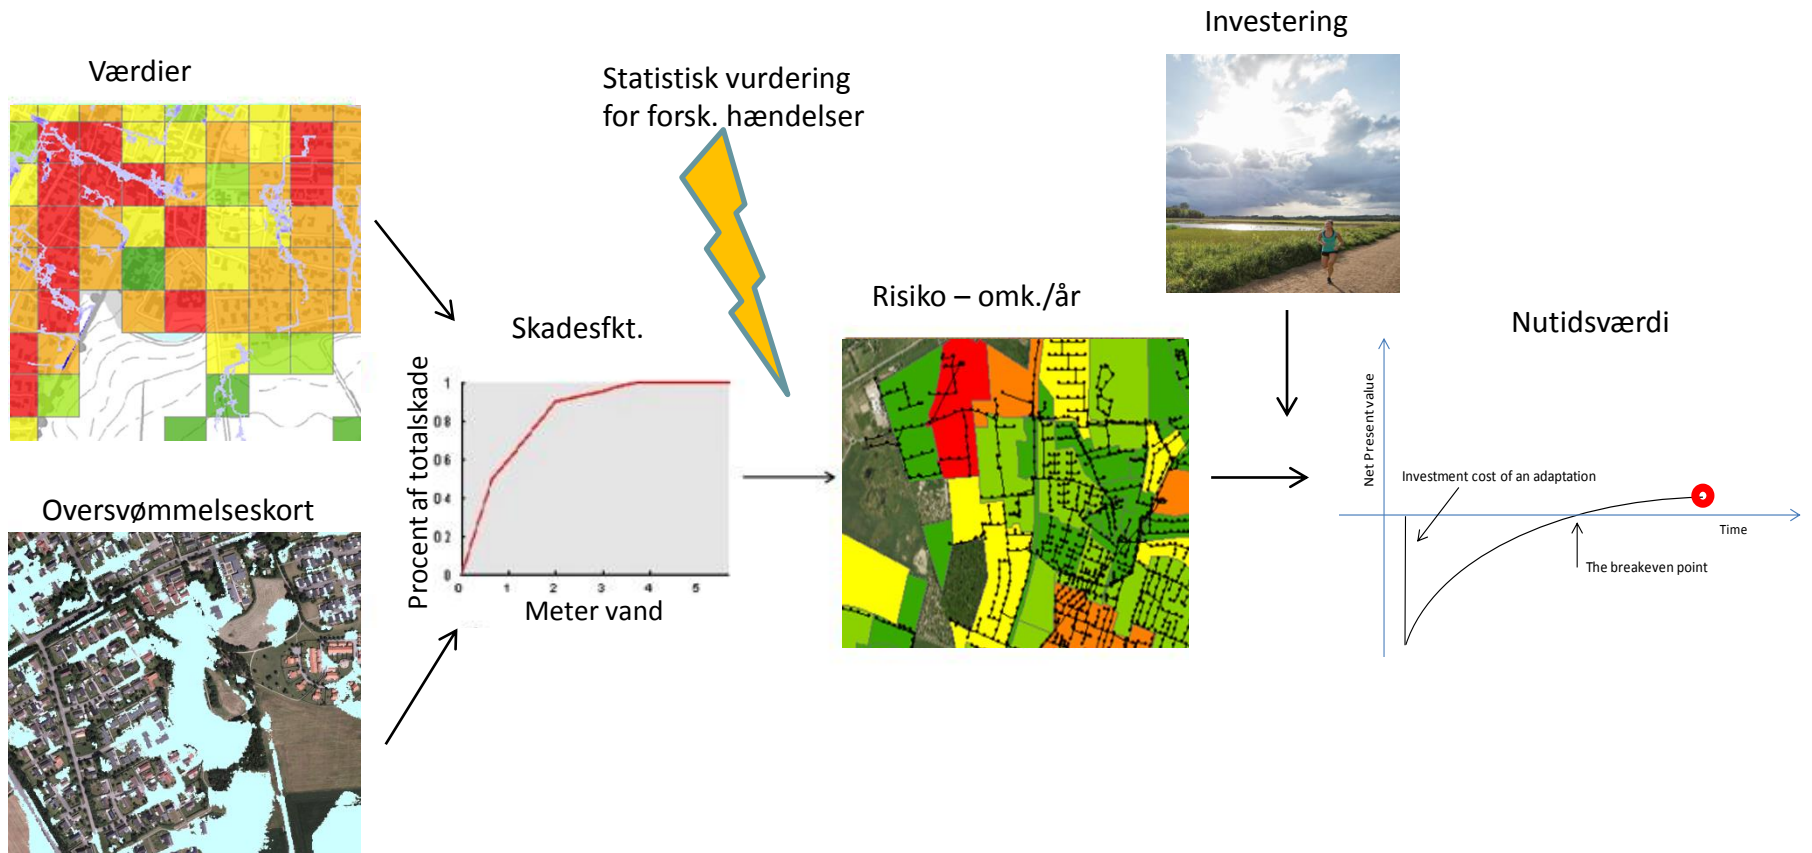 Investering
Værdier
Statistisk vurdering
for forsk. hændelser
Risiko – omk./år
Skadesfkt.
Nutidsværdi
Procent af totalskade
1
0.8
0.6
0.4
0.2
0
0
1
2
3
4
5
Meter vand
Net Present value
Investment cost of an adaptation
Time
The breakeven point
Oversvømmelseskort